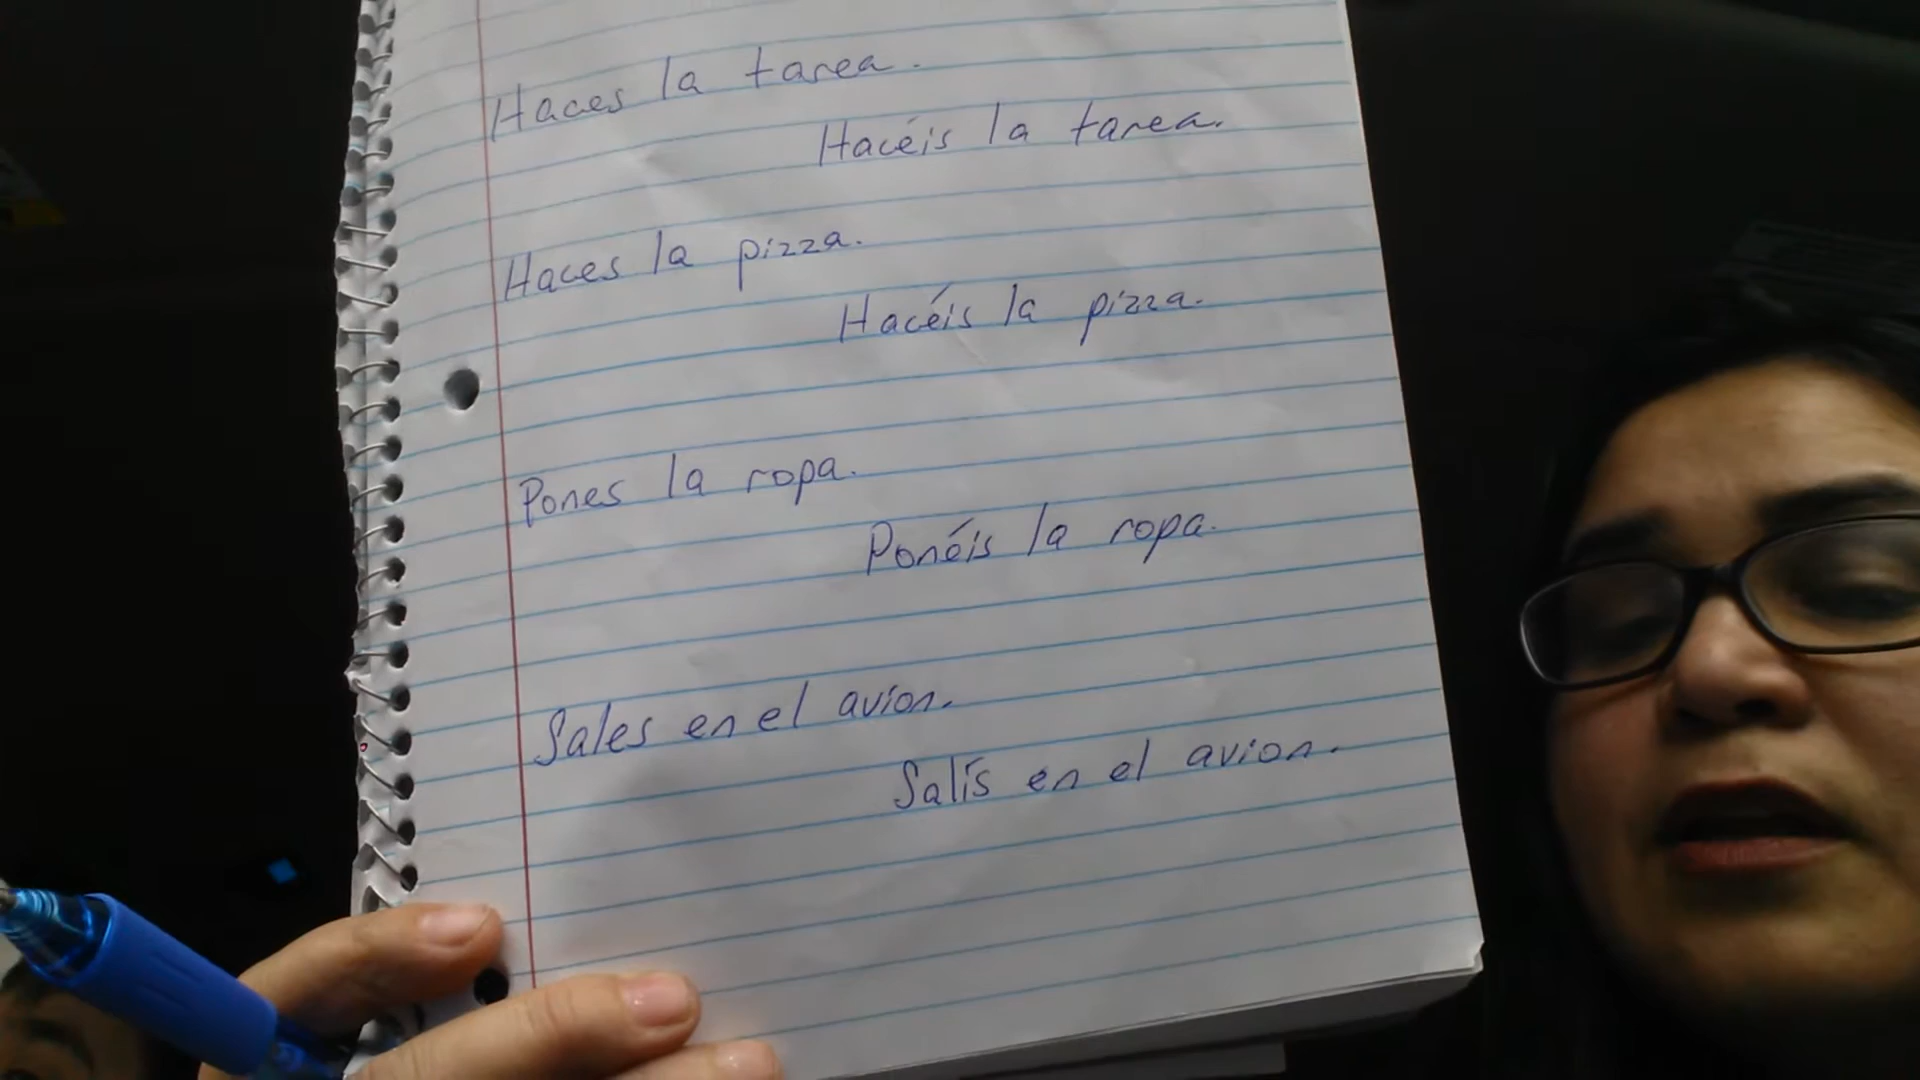 Haces la tarea.
Hacéis la tarea.
Haces la pizza.
Hacéis la pizza.
Pones la ropa.
Ponéis la ropa.
Sales en el avión.
Salís en el avion.